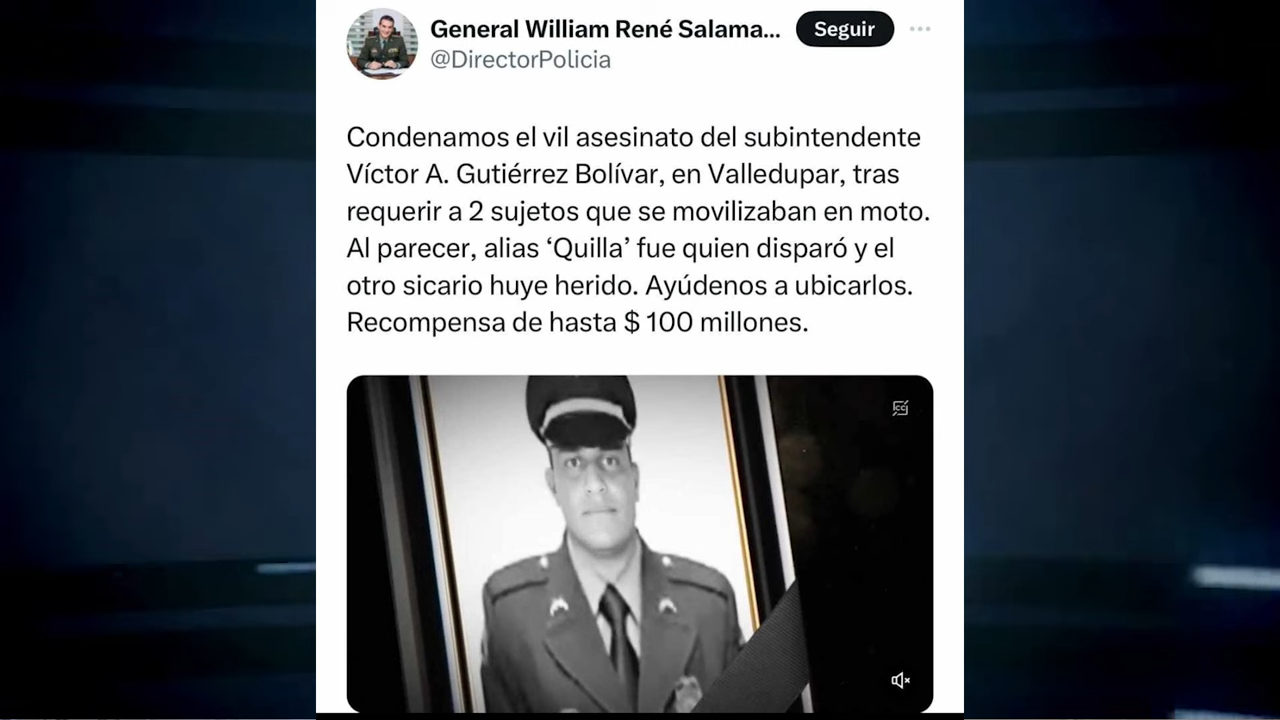 General William René Salama...
Seguir
@DirectorPolicia
Condenamos el vil asesinato del subintendente
Víctor A. Gutiérrez Bolívar, en Valledupar, tras
requerir a 2 sujetos que se movilizaban en moto.
Al parecer, alias ‘Quilla’ fue quien disparó y el
otro sicario huye herido. Ayúdenos a ubicarlos.
Recompensa de hasta $ 100 millones.